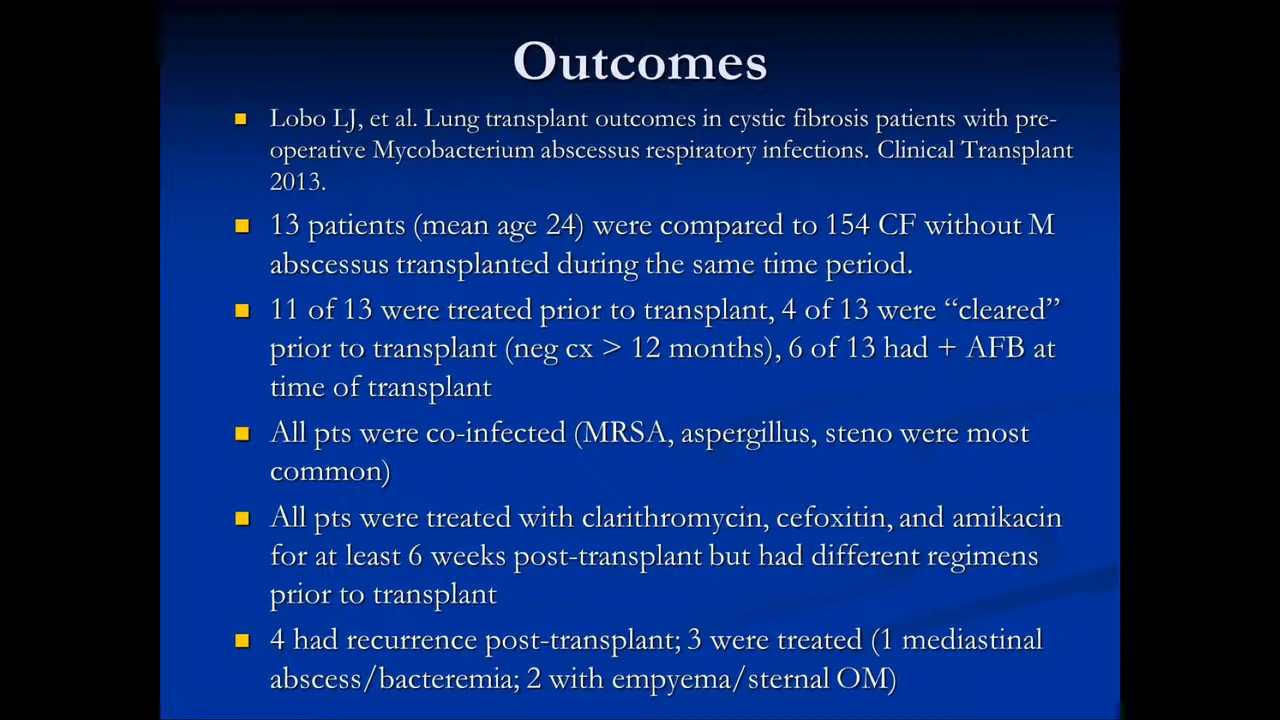 Outcomes
Lobo LJ, et al. Lung transplant outcomes in cystic fibrosis patients with pre-
operative Mycobacterium abscessus respiratory infections. Clinical Transplant
2013.
13 patients (mean age 24) were compared to 154 CF without M
abscessus transplanted during the same time period.
11 of 13 were treated prior to transplant, 4 of 13 were “cleared”
prior to transplant (neg cx > 12 months), 6 of 13 had + AFB at
time of transplant
All pts were co-infected (MRSA, aspergillus, steno were most
common)
All pts were treated with clarithromycin, cefoxitin, and amikacin
for at least 6 weeks post-transplant but had different regimens
prior to transplant
4 had recurrence post-transplant; 3 were treated (1 mediastinal
abscess/bacteremia; 2 with empyema/sternal OM)